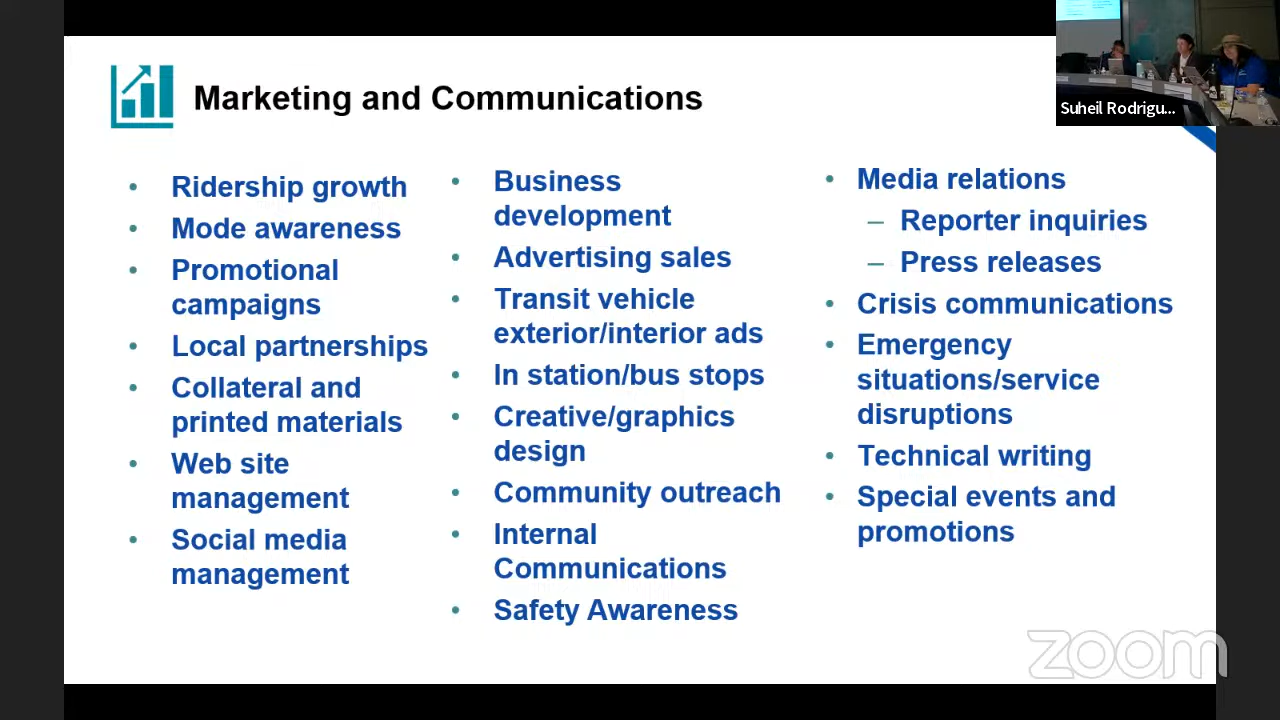 Marketing and Communications
Ridership growth
Mode awareness
Promotional
campaigns
Local partnerships
Collateral and
printed materials
Web site
management
Social media
management
Business
development
Advertising sales
Transit vehicle
exterior/interior ads
In station/bus stops
Creative/graphics
design
Community outreach
Internal
Communications
Safety Awareness
Media relations
– Reporter inquiries
– Press releases
Crisis communications
Emergency
situations/service
disruptions
Technical writing
Special events and
promotions
Suheil Rodrigu...
zoom